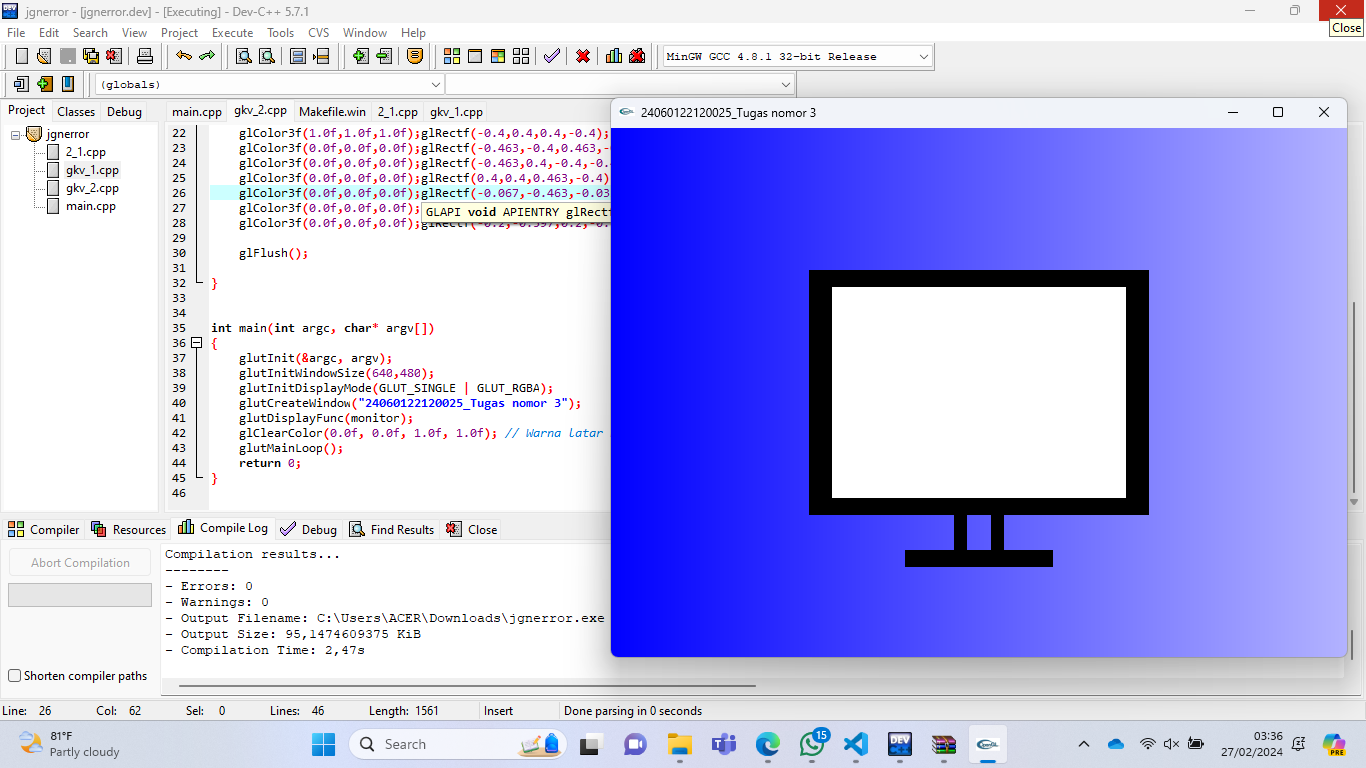 jgnerror - [jgnerror.dev] - [Executing] - Dev-C++ 5.7.1
Close
File Edit Search View Project Execute Tools CVS Window Help
MinGW GCC 4.8.1 32-bit Release
(globals)
Project Classes Debug
main.cpp gkv_2.cpp Makefile.win 2_1.cpp gkv_1.cpp
jgnerror
2_1.cpp
gkv_1.cpp
gkv_2.cpp
main.cpp
22 glColor3f(1.0f,1.0f,1.0f);glRectf(-0.4,0.4,0.4,-0.4);
23 glColor3f(0.0f,0.0f,0.0f);glRectf(-0.463,-0.4,0.463,-
24 glColor3f(0.0f,0.0f,0.0f);glRectf(-0.463,0.4,-0.4,-0.
25 glColor3f(0.0f,0.0f,0.0f);glRectf(0.4,0.4,0.463,-0.4)
26 glColor3f(0.0f,0.0f,0.0f);glRectf(-0.067,-0.463,-0.03
27 glColor3f(0.0f,0.0f,0.0f);
GLAPI void APIENTRY glRectf
28 glColor3f(0.0f,0.0f,0.0f);glRectf(-0.2,-0.597,0.2,-0.
29
30 glFlush();
31
32 }
33
34
35 int main(int argc, char* argv[])
36 {
37 glutInit(&argc, argv);
38 glutInitWindowSize(640,480);
39 glutInitDisplayMode(GLUT_SINGLE | GLUT_RGBA);
40 glutCreateWindow("24060122120025_Tugas nomor 3");
41 glutDisplayFunc(monitor);
42 glClearColor(0.0f, 0.0f, 1.0f, 1.0f); // Warna latar
43 glutMainLoop();
44 return 0;
45 }
46
24060122120025_Tugas nomor 3
Compiler Resources Compile Log Debug Find Results Close
Abort Compilation
Shorten compiler paths
Compilation results...
--------
- Errors: 0
- Warnings: 0
- Output Filename: C:\Users\ACER\Downloads\jgnerror.exe
- Output Size: 95,1474609375 KiB
- Compilation Time: 2,47s
Line: 26 Col: 62 Sel: 0 Lines: 46 Length: 1561 Insert Done parsing in 0 seconds
81°F
Partly cloudy
Search
15
DEV
03:36
27/02/2024
PRE